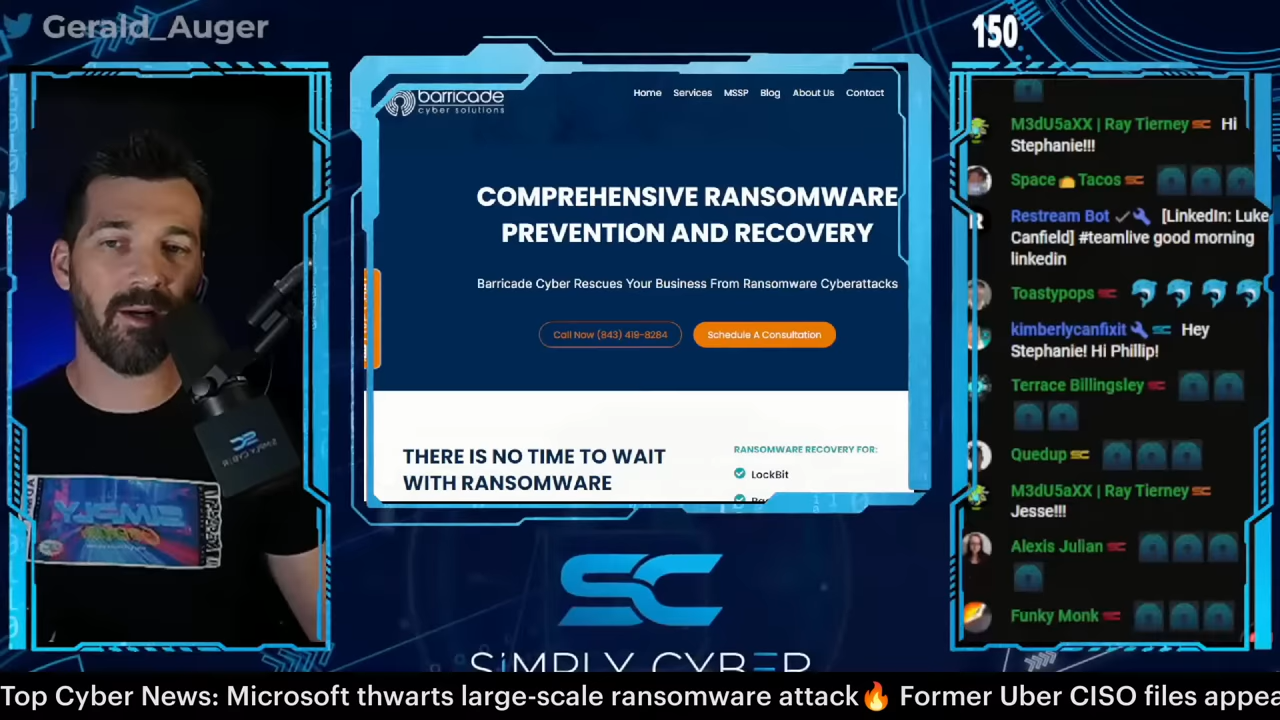 Gerald_Auger
150
barricade
cyber solutions
Home Services MSSP Blog About Us Contact
COMPREHENSIVE RANSOMWARE
PREVENTION AND RECOVERY
Barricade Cyber Rescues Your Business From Ransomware Cyberattacks
Call Now (843) 419-8284
Schedule A Consultation
THERE IS NO TIME TO WAIT
WITH RANSOMWARE
RANSOMWARE RECOVERY FOR:
LockBit
M3dU5aXX | Ray Tierney Hi
Stephanie!!!
Space Tacos
Restream Bot [LinkedIn: Luke
Canfield] #teamlive good morning
linkedin
Toastypops
kimberlycanfixit Hey
Stephanie! Hi Phillip!
Terrace Billingsley
Quedup
M3dU5aXX | Ray Tierney
Jesse!!!
Alexis Julian
Funky Monk
SC
SIMPLY CYBER
Top Cyber News: Microsoft thwarts large-scale ransomware attack🔥 Former Uber CISO files appea